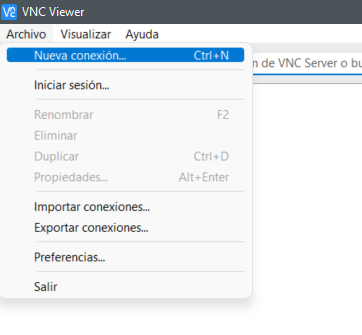 VNC Viewer
Archivo Visualizar Ayuda
Nueva conexión... Ctrl+N
de VNC Server o bu
Iniciar sesión...
Renombrar F2
Eliminar
Duplicar Ctrl+D
Propiedades... Alt+Enter
Importar conexiones...
Exportar conexiones...
Preferencias...
Salir